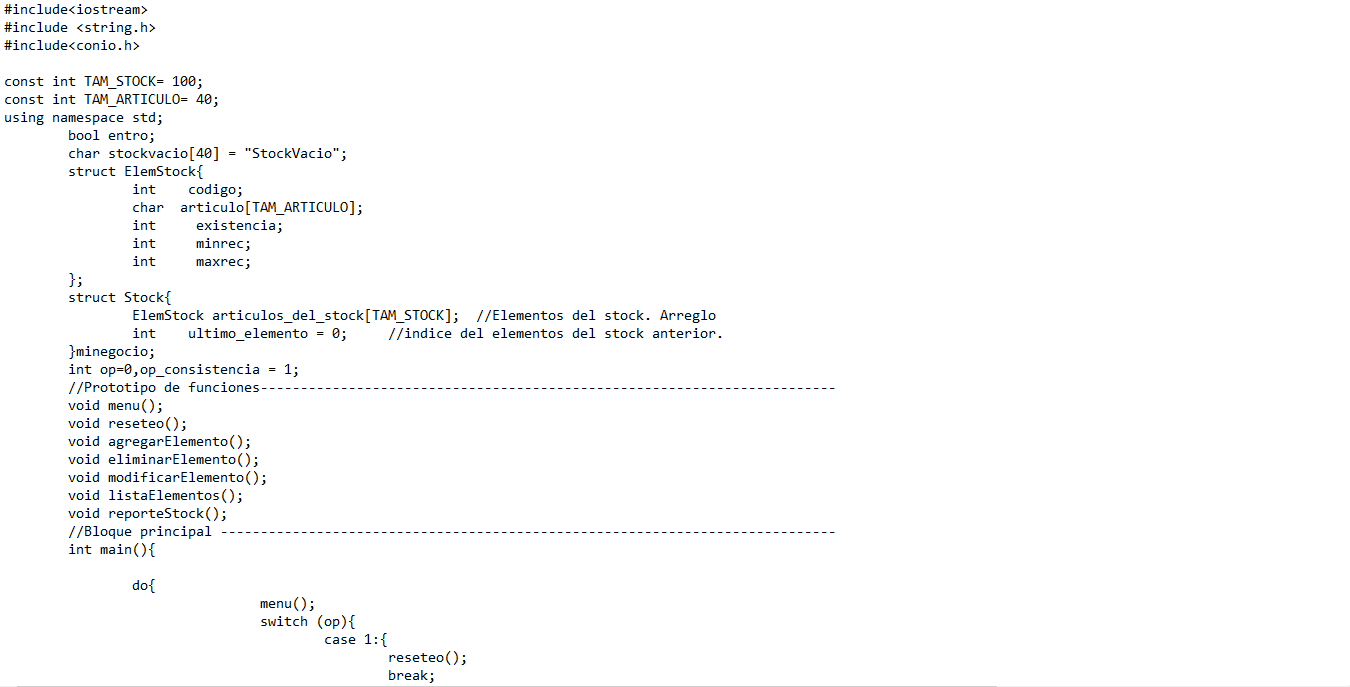 #include<iostream>
#include <string.h>
#include<conio.h>
const int TAM_STOCK= 100;
const int TAM_ARTICULO= 40;
using namespace std;
bool entro;
char stockvacio[40] = "StockVacio";
struct ElemStock{
int    codigo;
char  articulo[TAM_ARTICULO];
int     existencia;
int     minrec;
int     maxrec;
};
struct Stock{
ElemStock articulos_del_stock[TAM_STOCK];  //Elementos del stock. Arreglo
int    ultimo_elemento = 0;     //indice del elementos del stock anterior.
}minegocio;
int op=0,op_consistencia = 1;
//Prototipo de funciones------------------------------------------------------------------------
void menu();
void reseteo();
void agregarElemento();
void eliminarElemento();
void modificarElemento();
void listaElementos();
void reporteStock();
//Bloque principal -----------------------------------------------------------------------------
int main(){
do{
menu();
switch (op){
case 1:{
reseteo();
break;